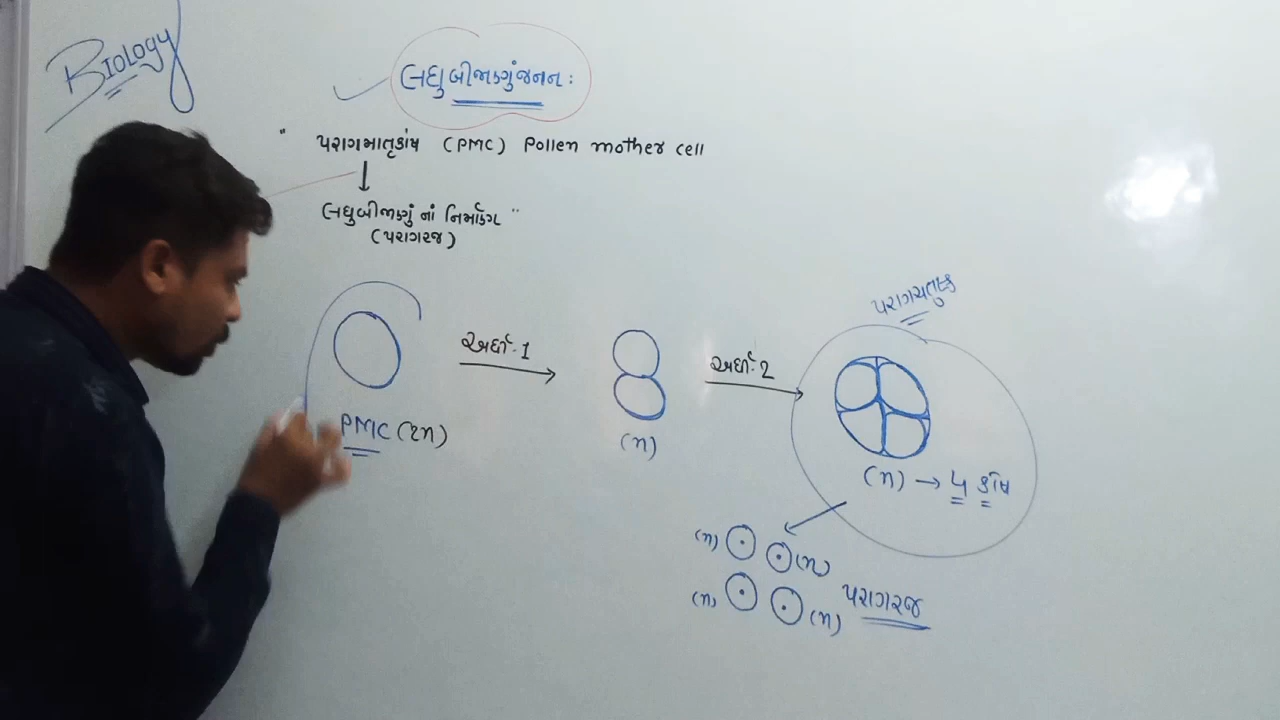 Biology
લઘુબીજાણુંજનન :
" પરાગમાતૃકોષ (PMC) Pollen mother cell
લઘુબીજાણું નાં નિર્માણ "
(પરાગરજ)
પરાગચતુષ્ક
અર્ધી-1
અર્ધી-2
PMC (2n)
(n)
(n) → 4 કોષ
(n) (n)
(n) (n)
પરાગરજ